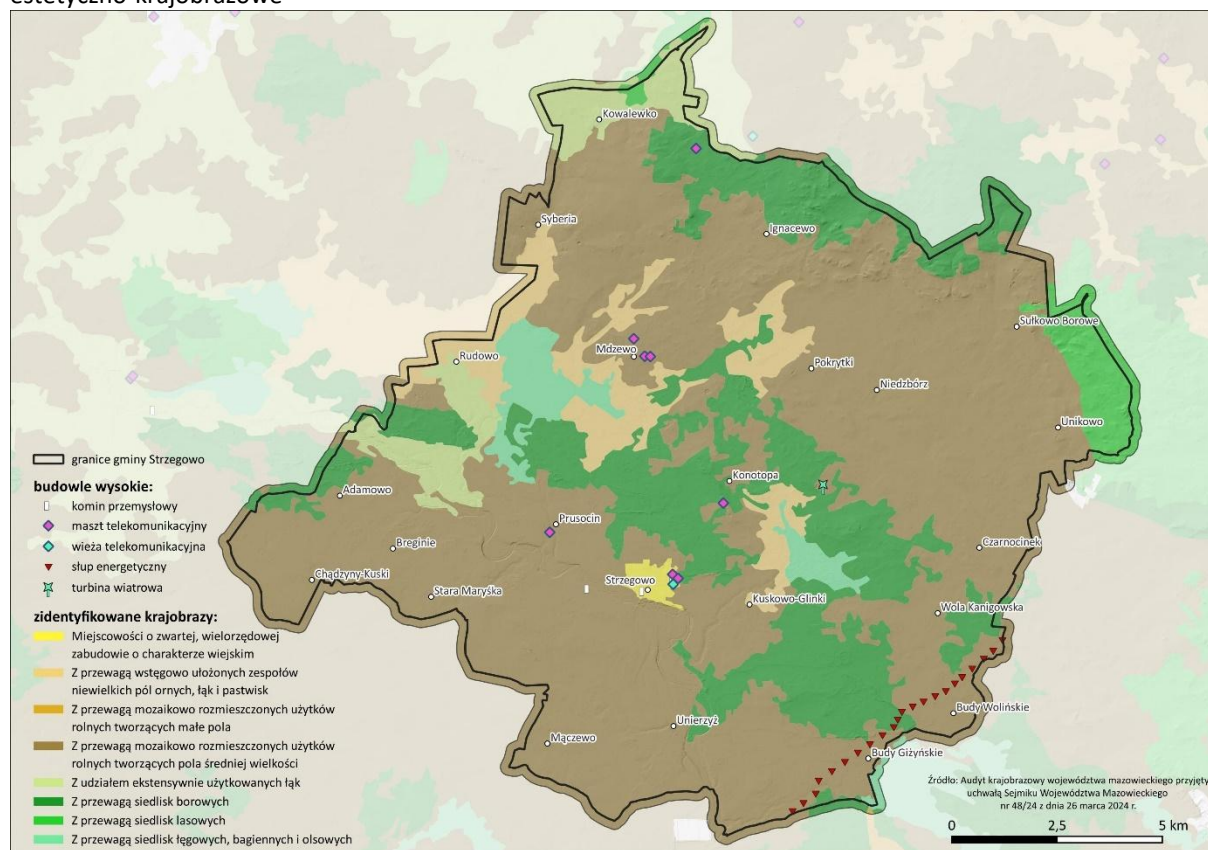 estetyczno-krajobrazowe
Kowalewko
Syberia
Ignacewo
Sułkowo Borowe
Mdzewo
Rudowo
Pokrytki
Niedzbórz
Unikowo
granice gminy Strzegowo
budowle wysokie:
komin przemysłowy
maszt telekomunikacyjny
wieża telekomunikacyjna
słup energetyczny
turbina wiatrowa
zidentyfikowane krajobrazy:
Miejscowości o zwartej, wielorzędowej
zabudowie o charakterze wiejskim
Z przewagą wstęgowo ułożonych zespołów
niewielkich pól ornych, łąk i pastwisk
Z przewagą mozaikowo rozmieszczonych użytków
rolnych tworzących małe pola
Z przewagą mozaikowo rozmieszczonych użytków
rolnych tworzących pola średniej wielkości
Z udziałem ekstensywnie użytkowanych łąk
Z przewagą siedlisk borowych
Z przewagą siedlisk lasowych
Z przewagą siedlisk łęgowych, bagiennych i olsowych
Konotopa
Adamowo
Prusocin
Breginie
Czarnocinek
Chądzyny-Kuski
Strzegowo
Stara Maryśka
Kuskowo-Glinki
Wola Kanigowska
Unierzyż
Budy Wolińskie
Mączewo
Budy Giżyńskie
Źródło: Audyt krajobrazowy województwa mazowieckiego przyjęty
uchwałą Sejmiku Województwa Mazowieckiego
nr 48/24 z dnia 26 marca 2024 r.
0 2,5 5 km